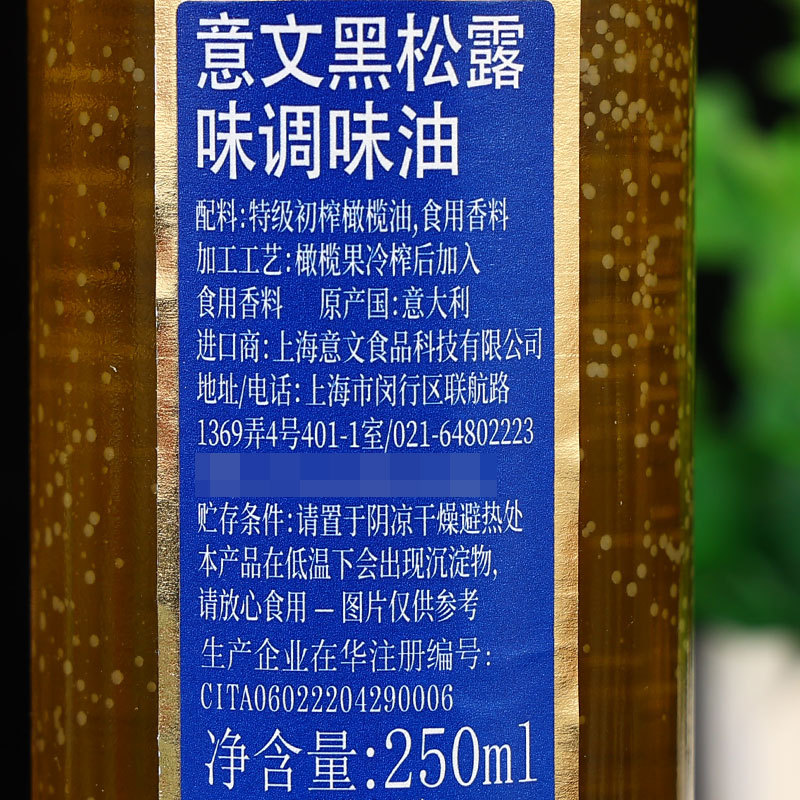 意文黑松露
味调味油
配料:特级初榨橄榄油,食用香料
加工工艺:橄榄果冷榨后加入
食用香料 原产国:意大利
进口商:上海意文食品科技有限公司
地址/电话:上海市闵行区联航路
1369弄4号401-1室/021-64802223
贮存条件:请置于阴凉干燥避热处
本产品在低温下会出现沉淀物,
请放心食用 — 图片仅供参考
生产企业在华注册编号:
CITA06022204290006
净含量:250ml